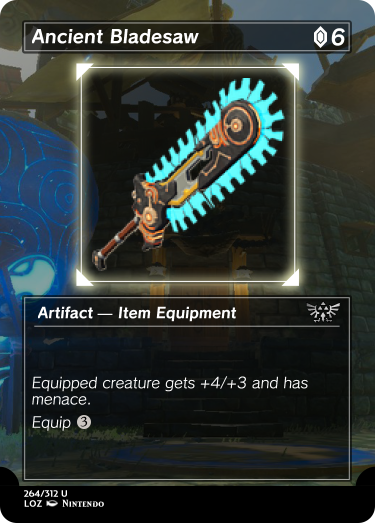 Ancient Bladesaw 6
Artifact — Item Equipment
Equipped creature gets +4/+3 and has
menace.
Equip 3
264/312 U
LOZ Nintendo